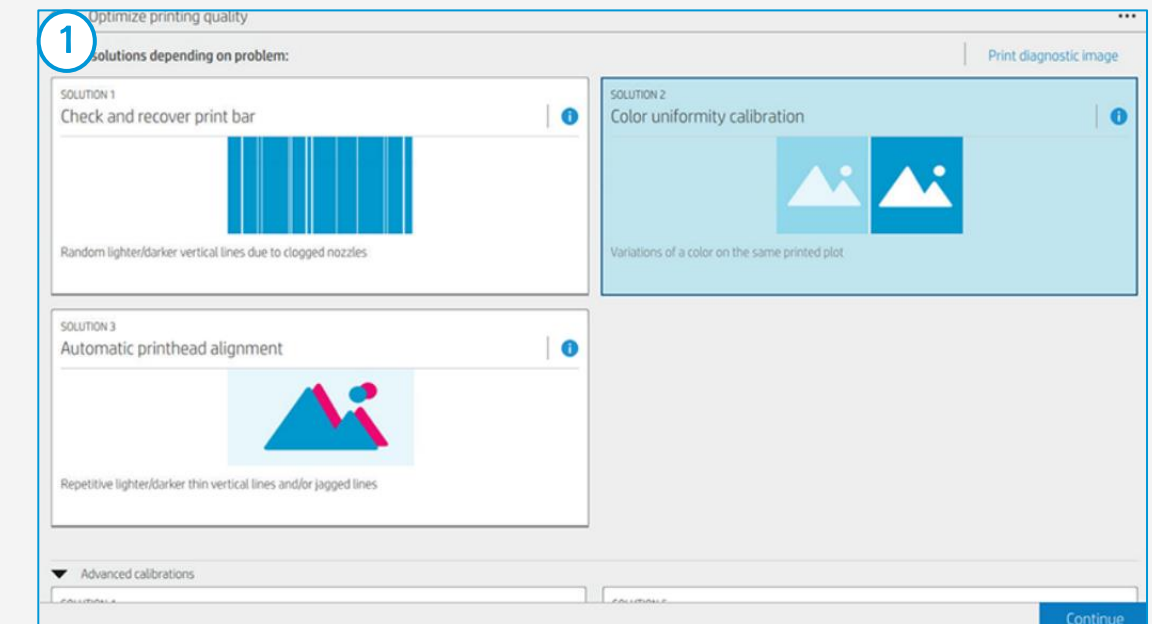 Optimize printing quality
...
1
solutions depending on problem:
Print diagnostic image
SOLUTION 1
Check and recover print bar
i
Random lighter/darker vertical lines due to clogged nozzles
SOLUTION 2
Color uniformity calibration
i
Variations of a color on the same printed plot
SOLUTION 3
Automatic printhead alignment
i
Repetitive lighter/darker thin vertical lines and/or jagged lines
Advanced calibrations
Continue